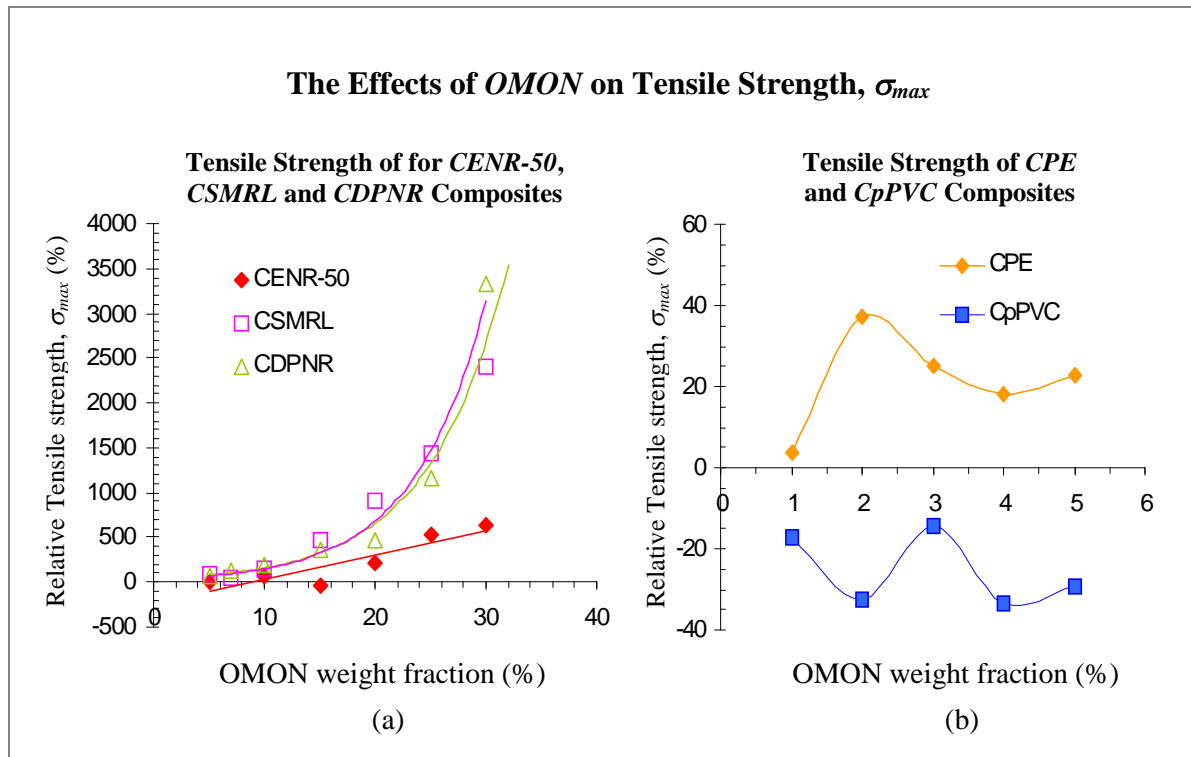 The Effects of OMON on Tensile Strength, σmax
Tensile Strength of for CENR-50,
CSMRL and CDPNR Composites
Relative Tensile strength, σmax (%)
4000
3500
3000
2500
2000
1500
1000
500
0
-500
CENR-50
CSMRL
CDPNR
0
10
20
30
40
OMON weight fraction (%)
(a)
Tensile Strength of CPE
and CpPVC Composites
Relative Tensile strength, σmax (%)
60
40
20
0
-20
-40
CPE
CpPVC
0
1
2
3
4
5
6
OMON weight fraction (%)
(b)